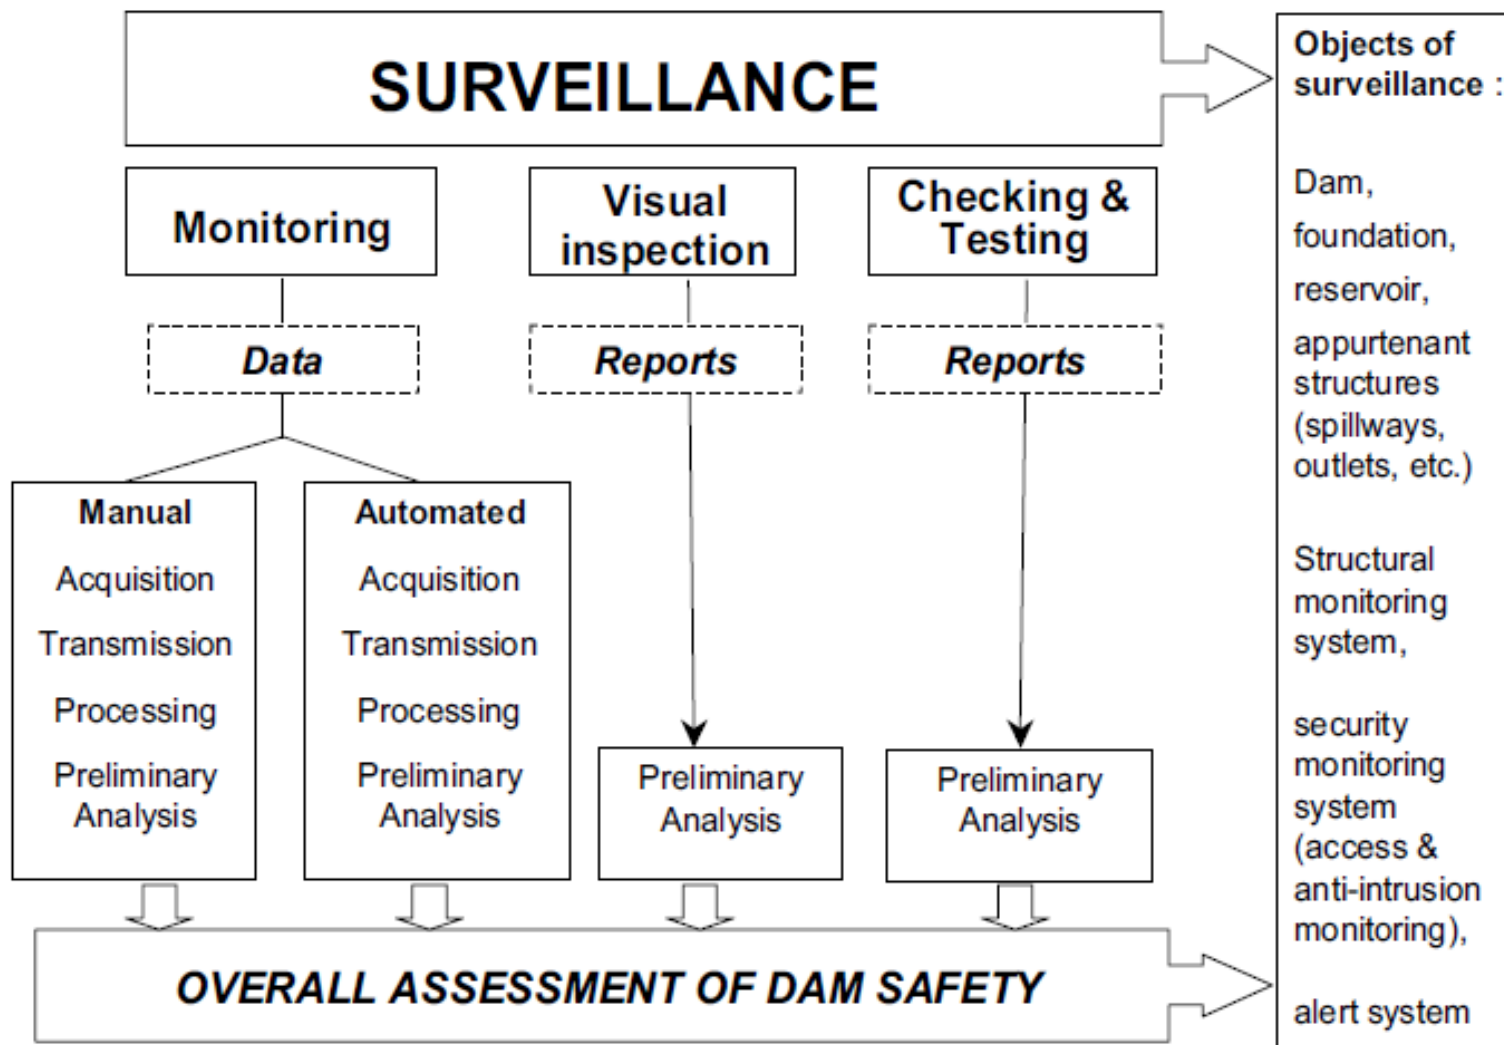 SURVEILLANCE
Monitoring
Visual
inspection
Checking &
Testing
Data
Reports
Reports
Manual
Acquisition
Transmission
Processing
Preliminary
Analysis
Automated
Acquisition
Transmission
Processing
Preliminary
Analysis
Preliminary
Analysis
Preliminary
Analysis
OVERALL ASSESSMENT OF DAM SAFETY
Objects of
surveillance :
Dam,
foundation,
reservoir,
appurtenant
structures
(spillways,
outlets, etc.)
Structural
monitoring
system,
security
monitoring
system
(access &
anti-intrusion
monitoring),
alert system